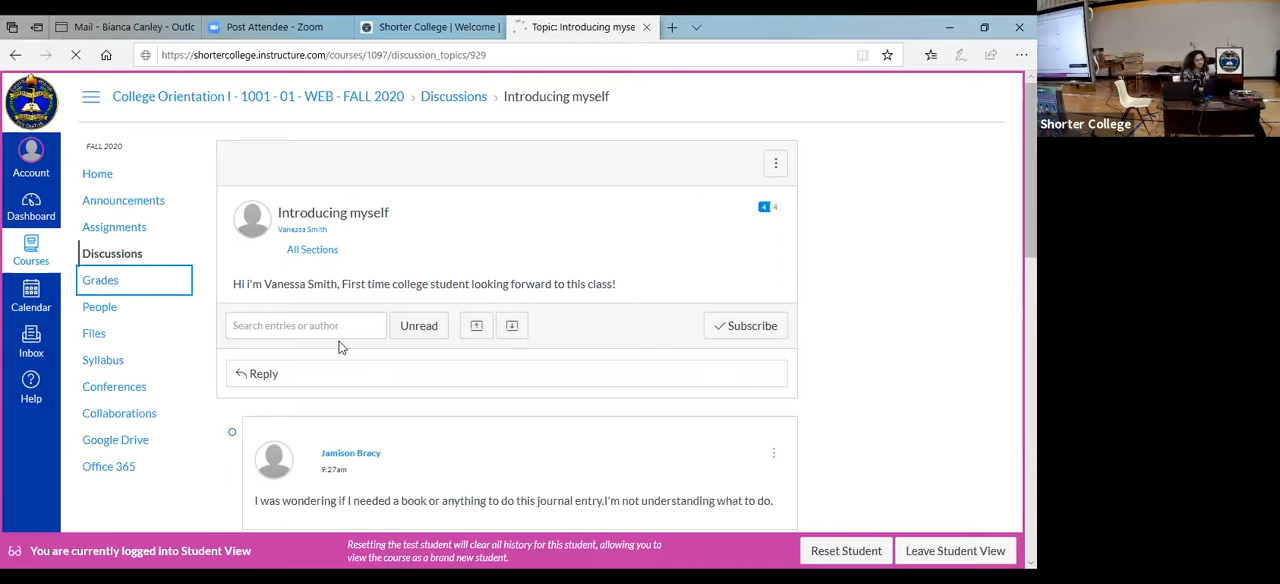 Mail - Bianca Canley - Outlo
Post Attendee - Zoom
Shorter College | Welcome |
Topic: Introducing myse
https://shortercollege.instructure.com/courses/1097/discussion_topics/929
Shorter College
College Orientation I - 1001 - 01 - WEB - FALL 2020 › Discussions › Introducing myself
Account
Dashboard
Courses
Calendar
Inbox
Help
FALL 2020
Home
Announcements
Assignments
Discussions
Grades
People
Files
Syllabus
Conferences
Collaborations
Google Drive
Office 365
Introducing myself
4 4
Vanessa Smith
All Sections
Hi i'm Vanessa Smith, First time college student looking forward to this class!
Search entries or author
Unread
Subscribe
Reply
Jamison Bracy
9:27am
I was wondering if I needed a book or anything to do this journal entry.I'm not understanding what to do.
You are currently logged into Student View
Resetting the test student will clear all history for this student, allowing you to
view the course as a brand new student.
Reset Student
Leave Student View